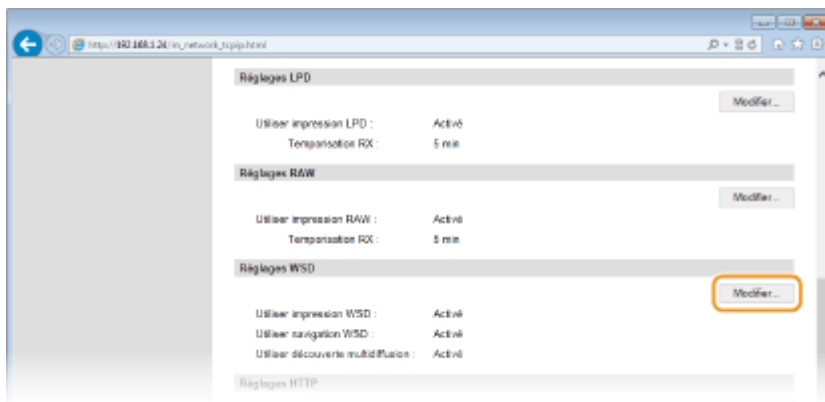 http://192.168.1.24/m_network_tcpip.html
Réglages LPD
Modifier...
Utiliser impression LPD : Activé
Temporisation RX : 5 min
Réglages RAW
Modifier...
Utiliser impression RAW : Activé
Temporisation RX : 5 min
Réglages WSD
Modifier...
Utiliser impression WSD : Activé
Utiliser navigation WSD : Activé
Utiliser découverte multidiffusion : Activé
Réglages HTTP